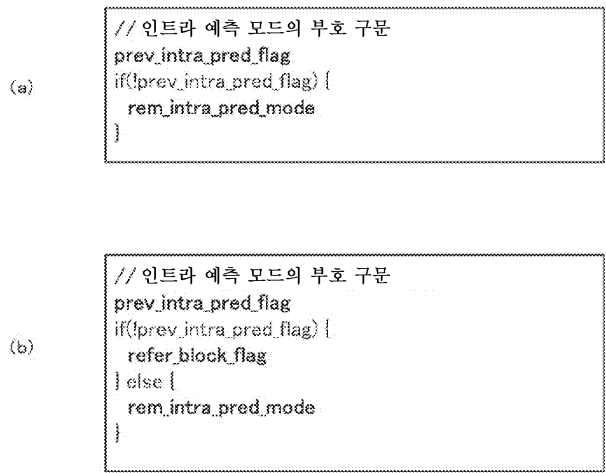 (a)
// 인트라 예측 모드의 부호 구문
prev_intra_pred_flag
if(!prev_intra_pred_flag) {
rem_intra_pred_mode
}
(b)
// 인트라 예측 모드의 부호 구문
prev_intra_pred_flag
if(!prev_intra_pred_flag) {
refer_block_flag
} else {
rem_intra_pred_mode
}